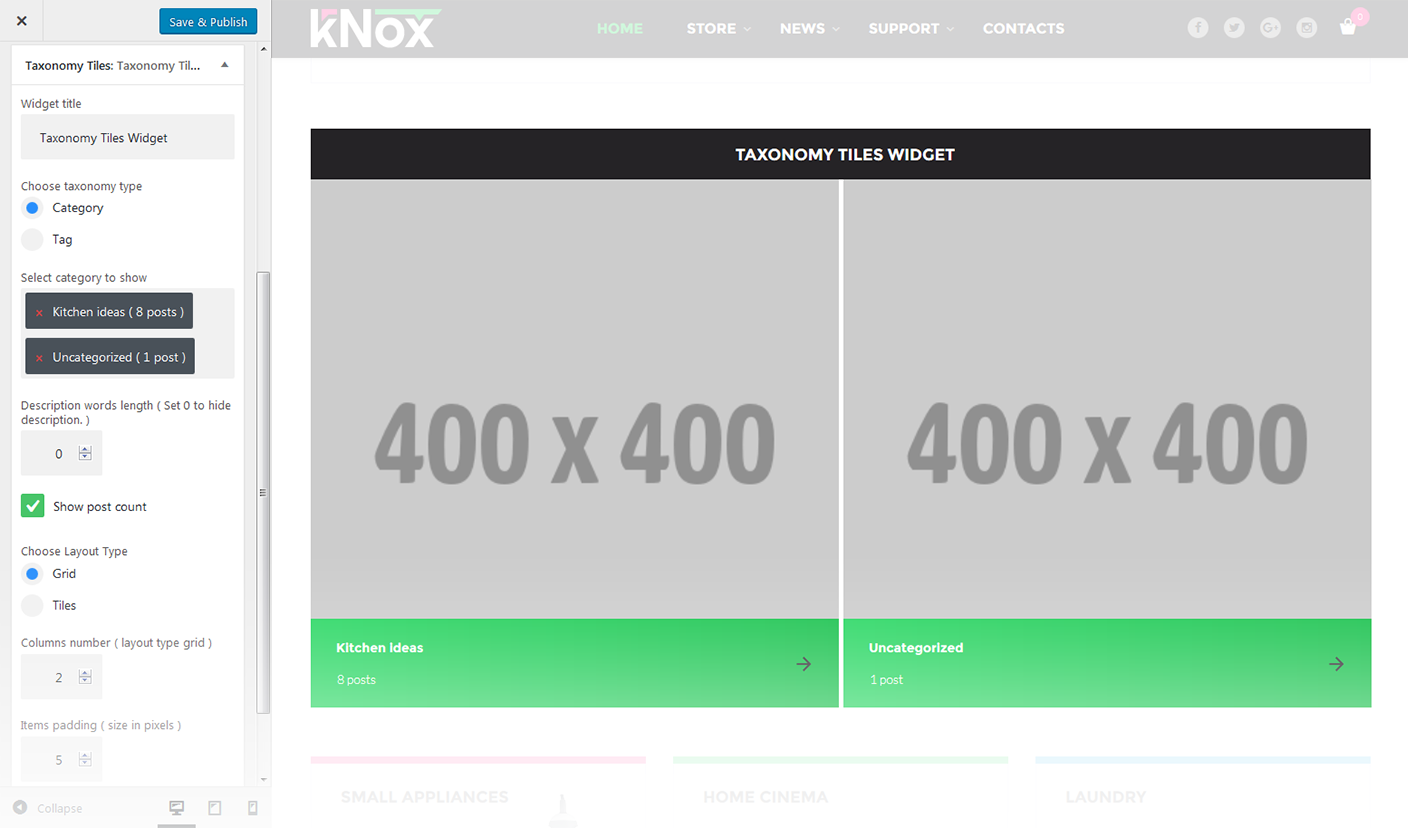 Save & Publish
Taxonomy Tiles: Taxonomy Til...
Widget title
Taxonomy Tiles Widget
Choose taxonomy type
Category
Tag
Select category to show
× Kitchen ideas ( 8 posts )
× Uncategorized ( 1 post )
Description words length ( Set 0 to hide
description. )
0
Show post count
Choose Layout Type
Grid
Tiles
Columns number ( layout type grid )
2
Items padding ( size in pixels )
5
Collapse
kNox
HOME
STORE
NEWS
SUPPORT
CONTACTS
0
TAXONOMY TILES WIDGET
400 X 400
400 X 400
Kitchen ideas
8 posts
Uncategorized
1 post
SMALL APPLIANCES
HOME CINEMA
LAUNDRY